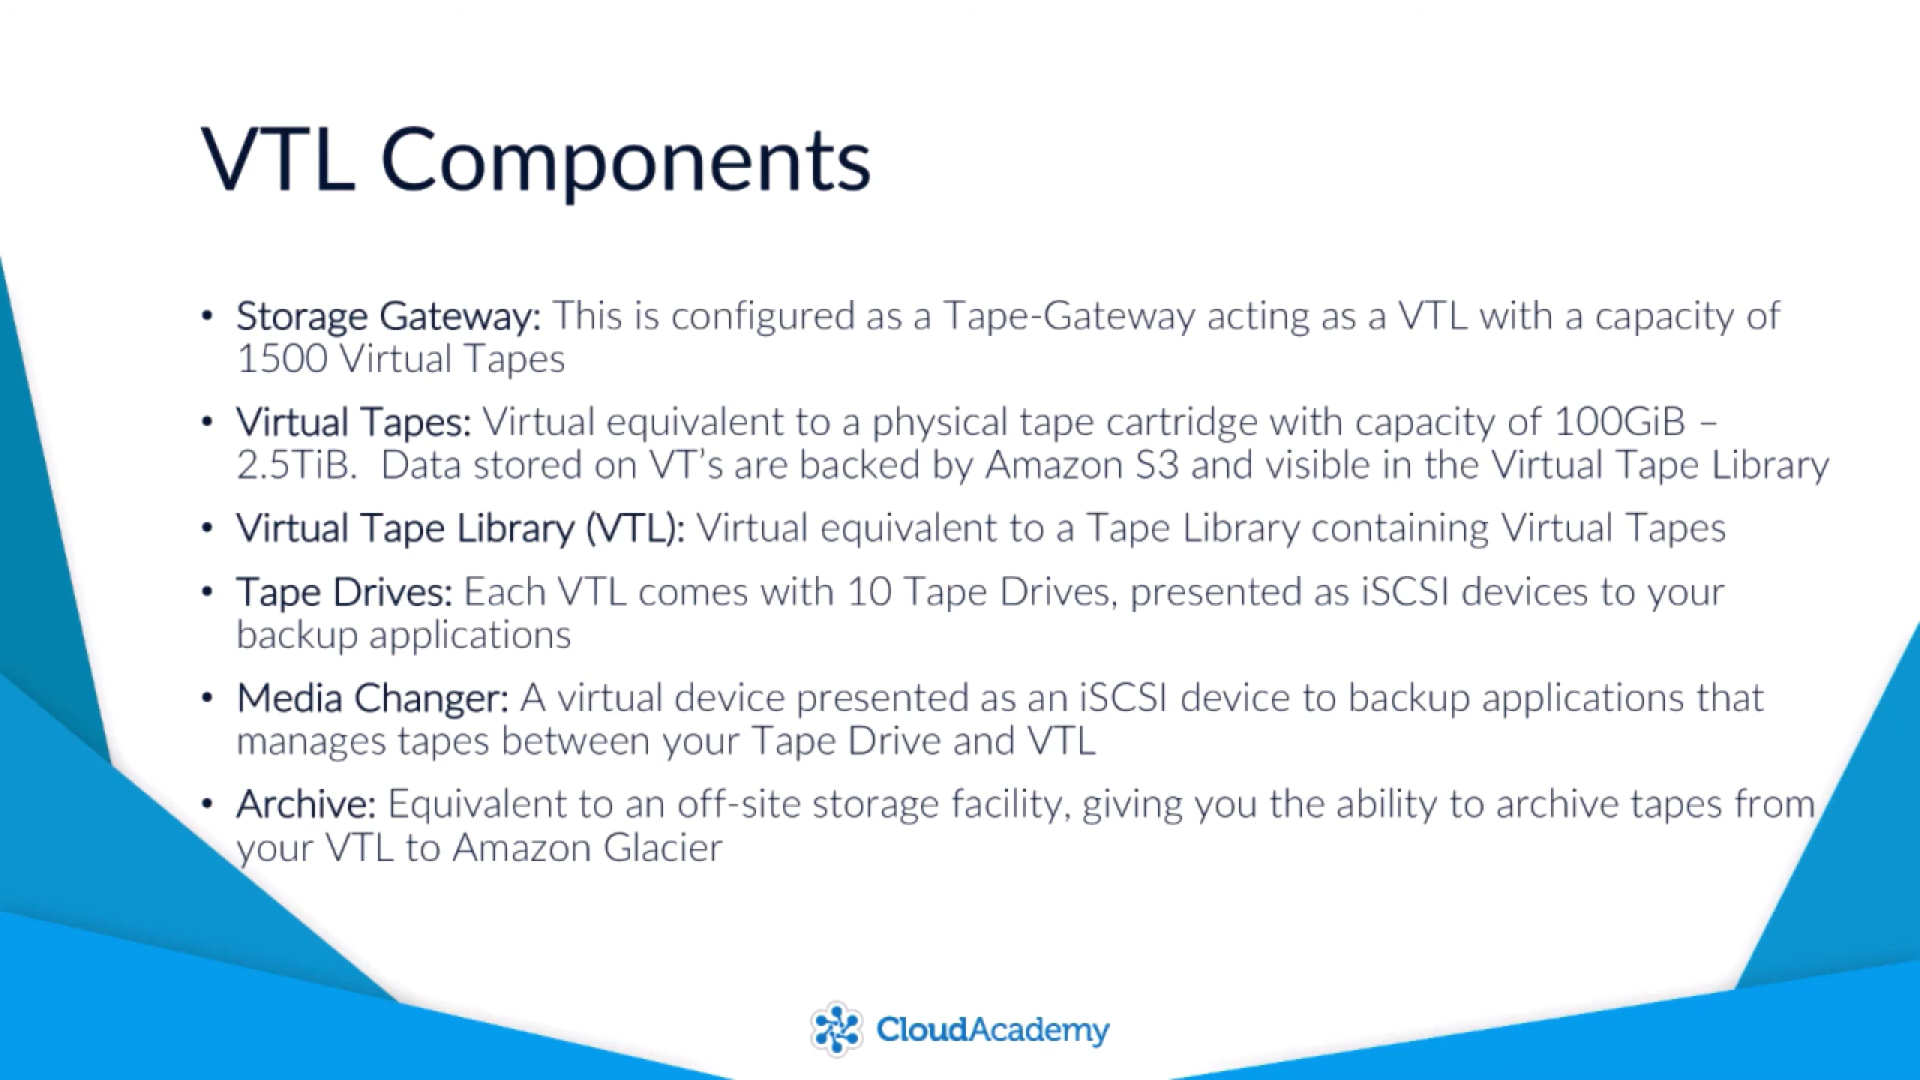 VTL Components
• Storage Gateway: This is configured as a Tape-Gateway acting as a VTL with a capacity of
1500 Virtual Tapes
• Virtual Tapes: Virtual equivalent to a physical tape cartridge with capacity of 100GiB –
2.5TiB.  Data stored on VT’s are backed by Amazon S3 and visible in the Virtual Tape Library
• Virtual Tape Library (VTL): Virtual equivalent to a Tape Library containing Virtual Tapes
• Tape Drives: Each VTL comes with 10 Tape Drives, presented as iSCSI devices to your
backup applications
• Media Changer: A virtual device presented as an iSCSI device to backup applications that
manages tapes between your Tape Drive and VTL
• Archive: Equivalent to an off-site storage facility, giving you the ability to archive tapes from
your VTL to Amazon Glacier
CloudAcademy